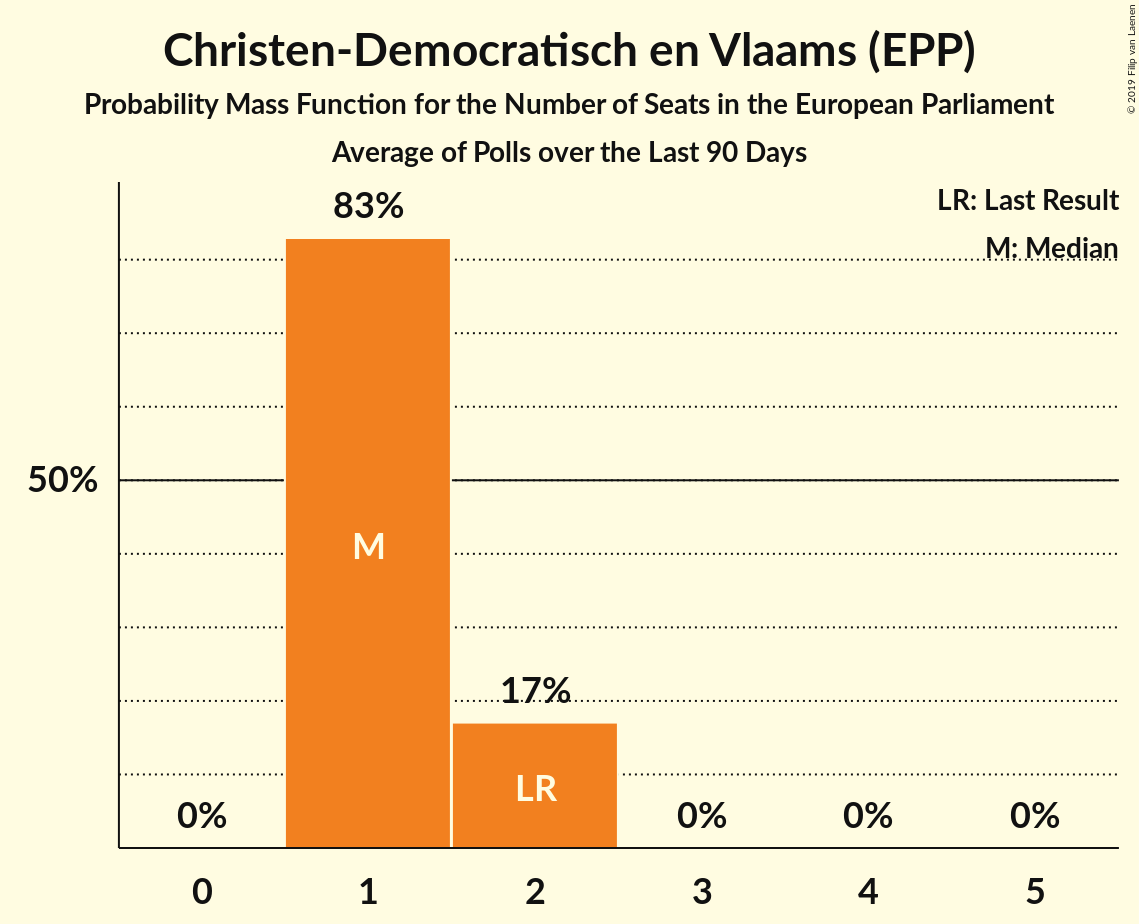 Christen-Democratisch en Vlaams (EPP)
Probability Mass Function for the Number of Seats in the European Parliament
Average of Polls over the Last 90 Days
© 2019 Filip van Laenen
LR: Last Result
M: Median
83%
50%
M
17%
LR
0%
0%
0%
0%
0
1
2
3
4
5